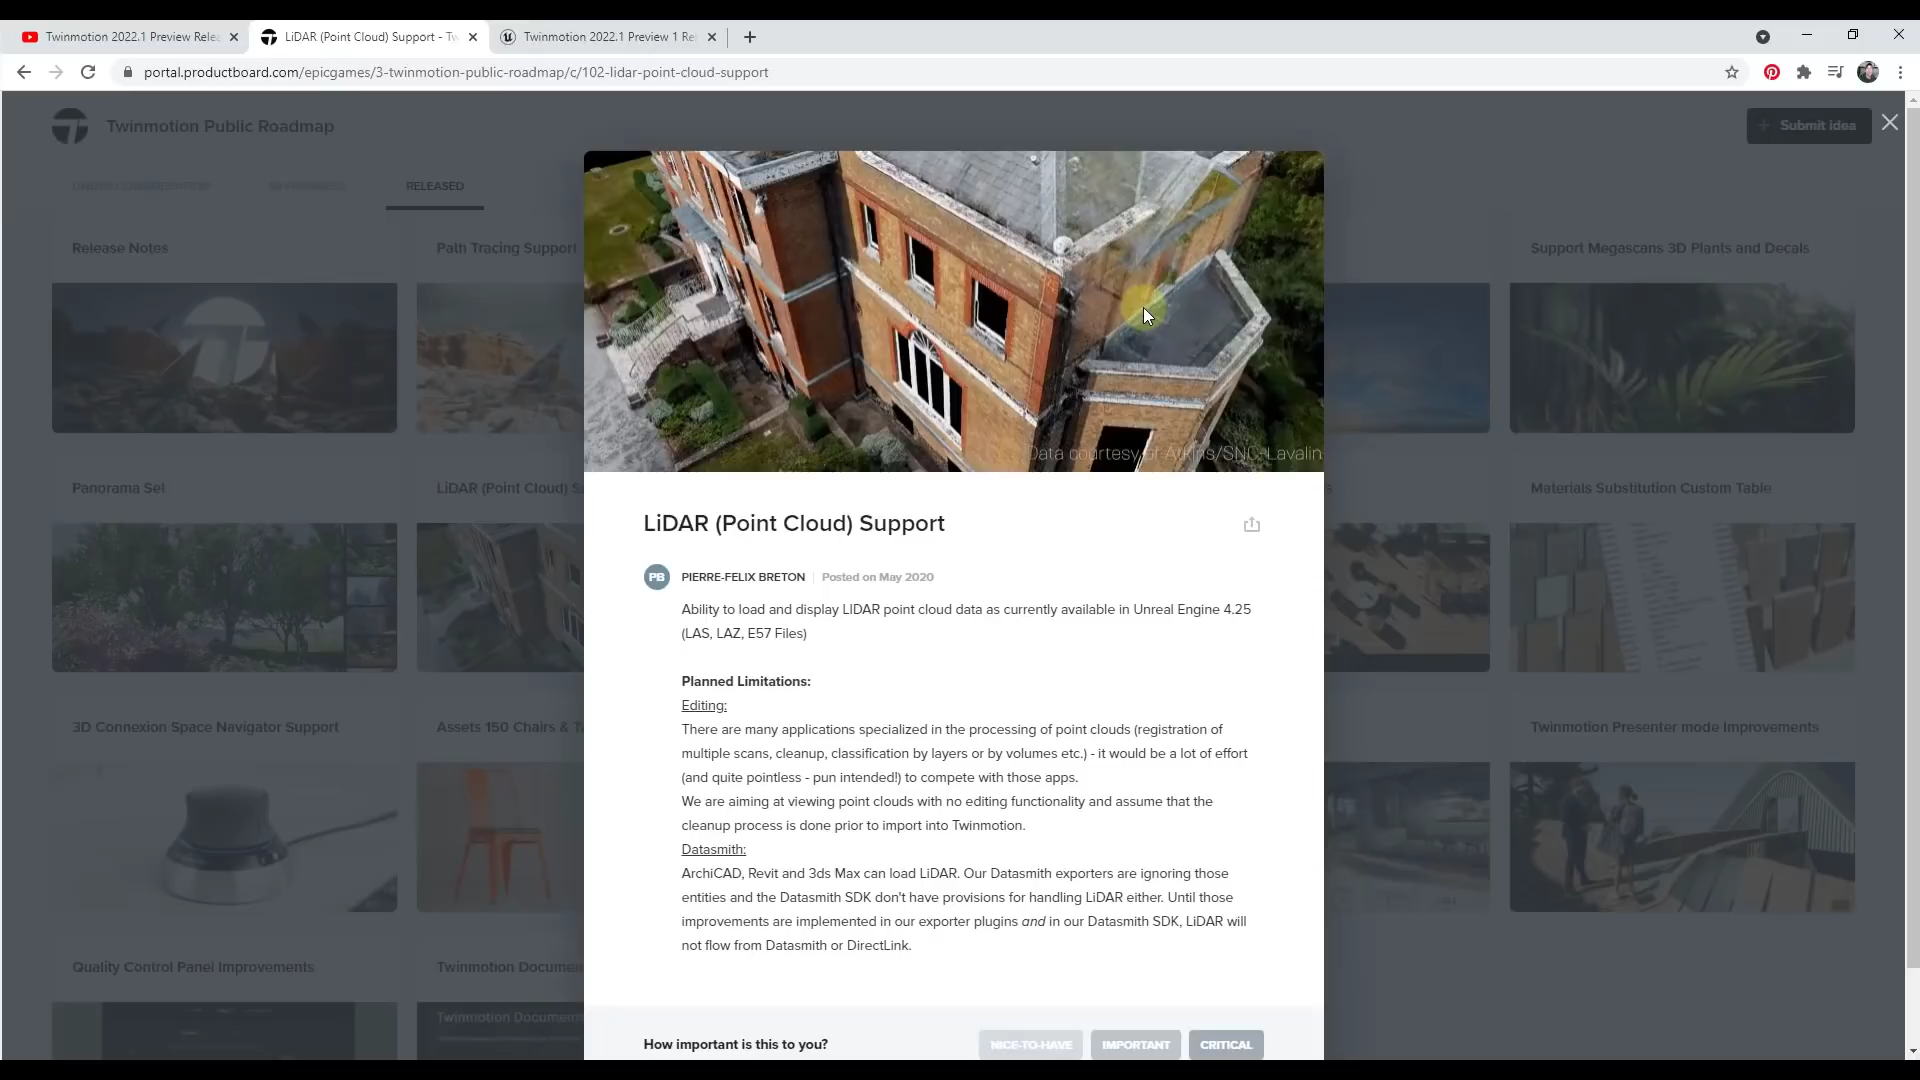 Twinmotion 2022.1 Preview Relea
LiDAR (Point Cloud) Support - Tw
Twinmotion 2022.1 Preview 1 Re
portal.productboard.com/epicgames/3-twinmotion-public-roadmap/c/102-lidar-point-cloud-support
Twinmotion Public Roadmap
+ Submit idea
RELEASED
Release Notes
Path Tracing Support
Support Megascans 3D Plants and Decals
Data courtesy of Atkins/SNC-Lavalin
Panorama Set
LiDAR (Point Cloud) S
Materials Substitution Custom Table
LiDAR (Point Cloud) Support
PB PIERRE-FELIX BRETON Posted on May 2020
Ability to load and display LIDAR point cloud data as currently available in Unreal Engine 4.25
(LAS, LAZ, E57 Files)
Planned Limitations:
Editing:
There are many applications specialized in the processing of point clouds (registration of
multiple scans, cleanup, classification by layers or by volumes etc.) - it would be a lot of effort
(and quite pointless - pun intended!) to compete with those apps.
We are aiming at viewing point clouds with no editing functionality and assume that the
cleanup process is done prior to import into Twinmotion.
Datasmith:
ArchiCAD, Revit and 3ds Max can load LiDAR. Our Datasmith exporters are ignoring those
entities and the Datasmith SDK don't have provisions for handling LiDAR either. Until those
improvements are implemented in our exporter plugins and in our Datasmith SDK, LiDAR will
not flow from Datasmith or DirectLink.
3D Connexion Space Navigator Support
Assets 150 Chairs & Ta
Twinmotion Presenter mode Improvements
Quality Control Panel Improvements
Twinmotion Documen
Twinmotion Documen
How important is this to you?
NICE-TO-HAVE
IMPORTANT
CRITICAL